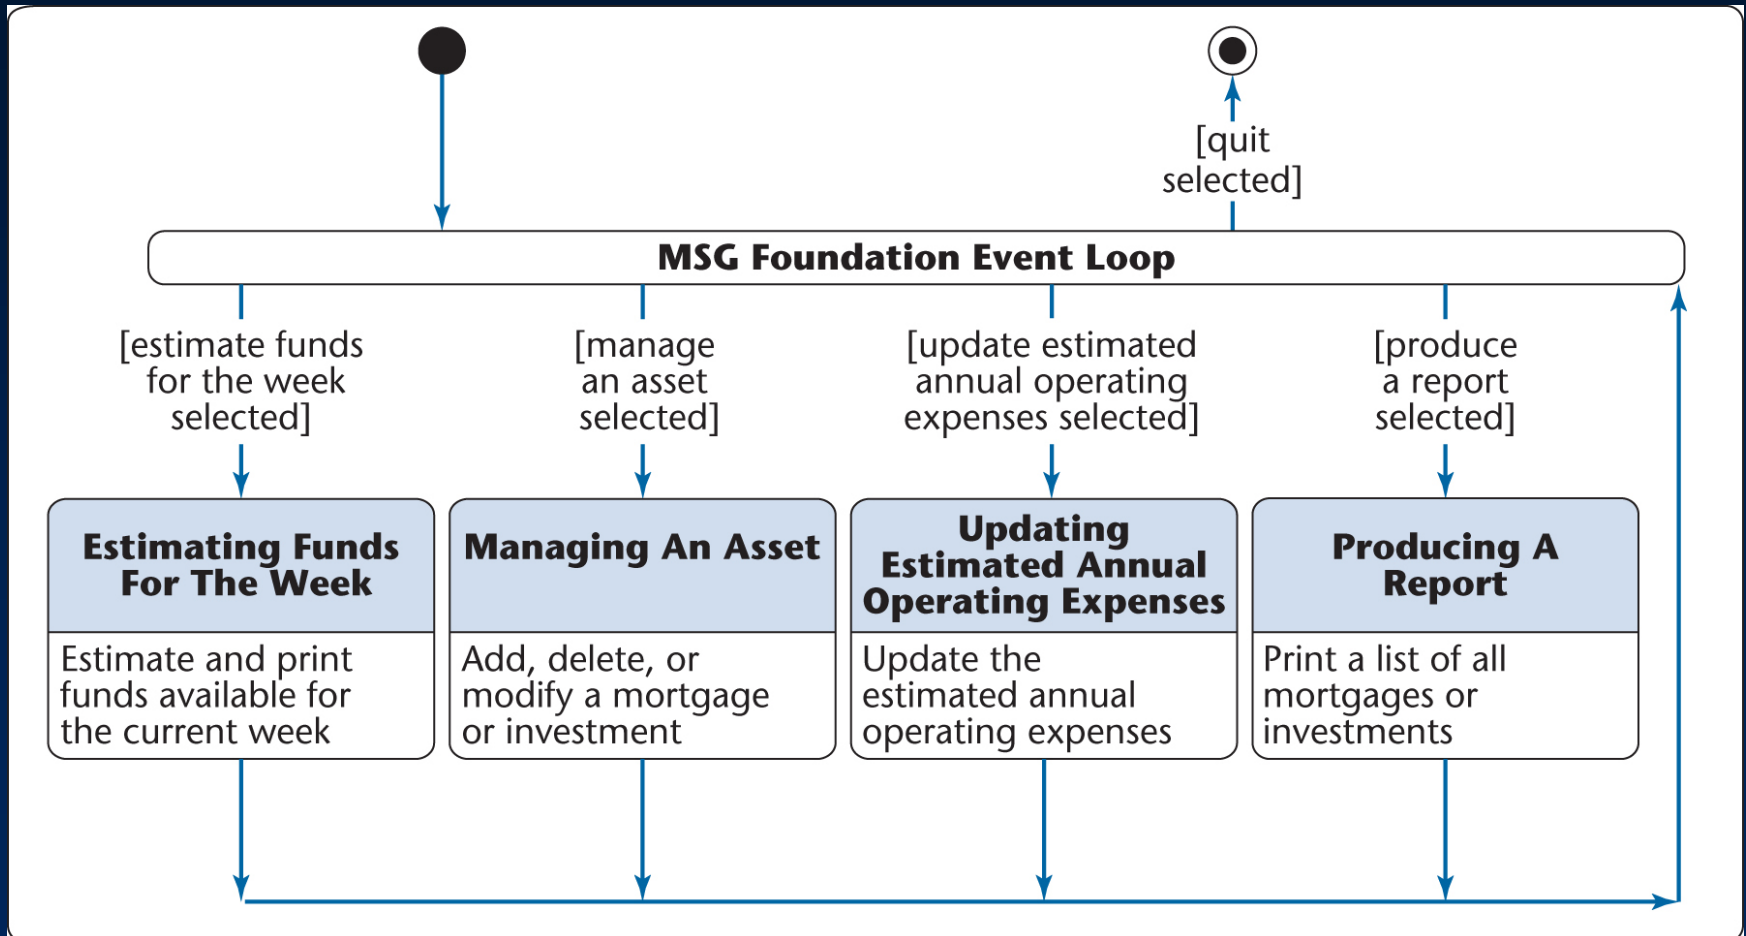 [quit
selected]
MSG Foundation Event Loop
[estimate funds
for the week
selected]
[manage
an asset
selected]
[update estimated
annual operating
expenses selected]
[produce
a report
selected]
Estimating Funds
For The Week
Estimate and print
funds available for
the current week
Managing An Asset
Add, delete, or
modify a mortgage
or investment
Updating
Estimated Annual
Operating Expenses
Update the
estimated annual
operating expenses
Producing A
Report
Print a list of all
mortgages or
investments